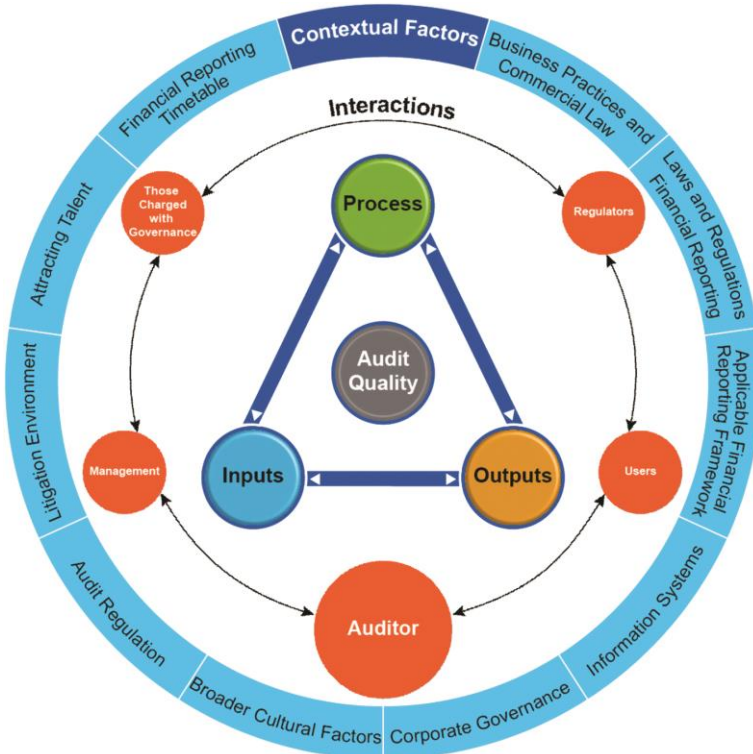 Contextual Factors
Business Practices and
Commercial Law
Laws and Regulations
Financial Reporting
Applicable Financial
Reporting Framework
Information Systems
Corporate Governance
Broader Cultural Factors
Audit Regulation
Litigation Environment
Attracting Talent
Financial Reporting
Timetable
Interactions
Those
Charged
with
Governance
Process
Regulators
Audit
Quality
Management
Inputs
Outputs
Users
Auditor